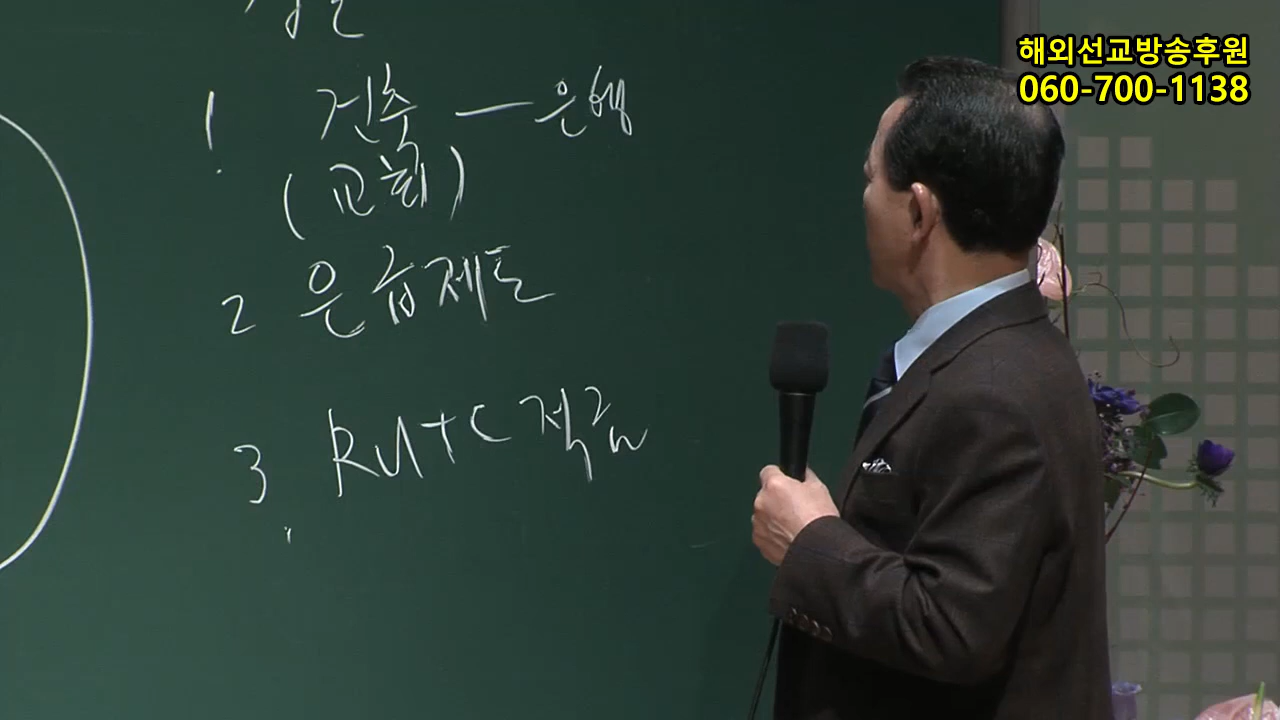 해외선교방송후원
060-700-1138
1 건축 — 은행
(교회)
2 은급제도
3 RUTC 적금